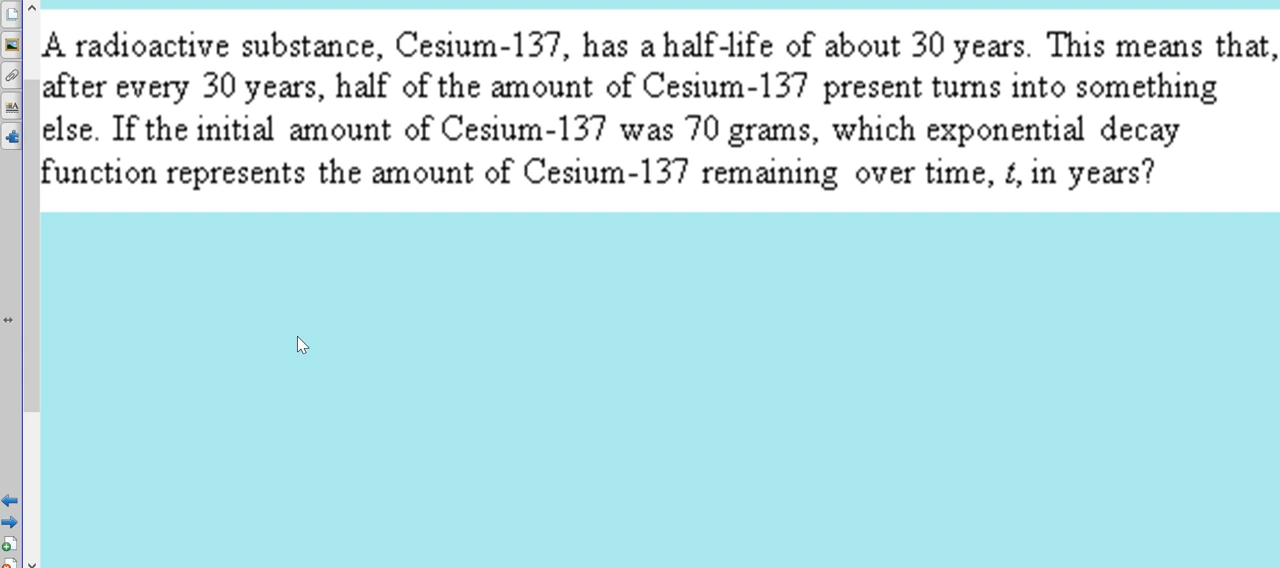 A radioactive substance, Cesium-137, has a half-life of about 30 years. This means that,
after every 30 years, half of the amount of Cesium-137 present turns into something
else. If the initial amount of Cesium-137 was 70 grams, which exponential decay
function represents the amount of Cesium-137 remaining over time, t, in years?